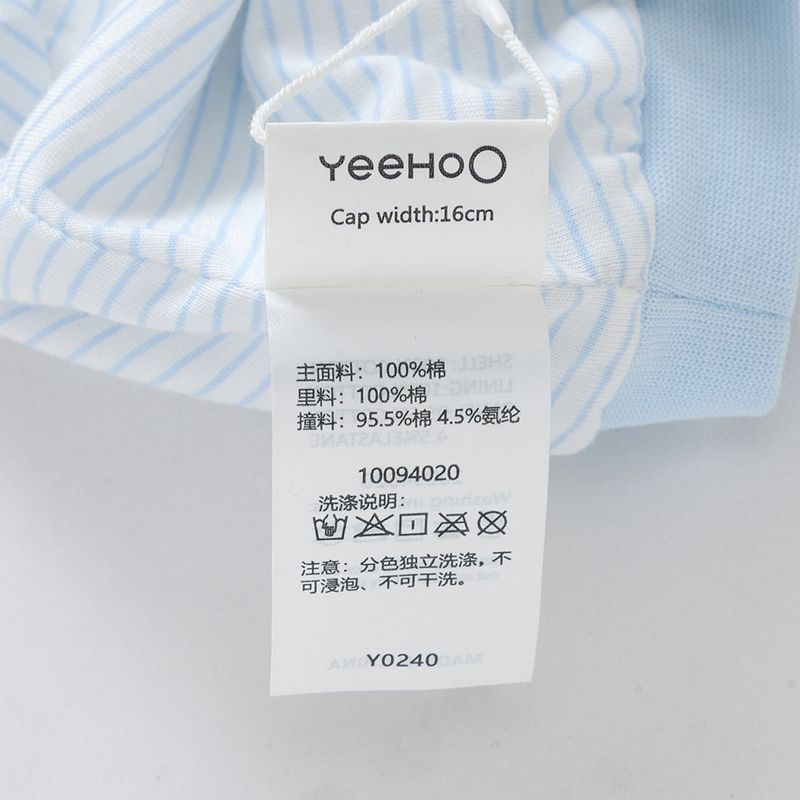 YeeHoO
Cap width:16cm
主面料：100%棉
里料：100%棉
撞料：95.5%棉 4.5%氨纶
10094020
洗涤说明：
注意：分色独立洗涤，不
可浸泡、不可干洗。
Y0240